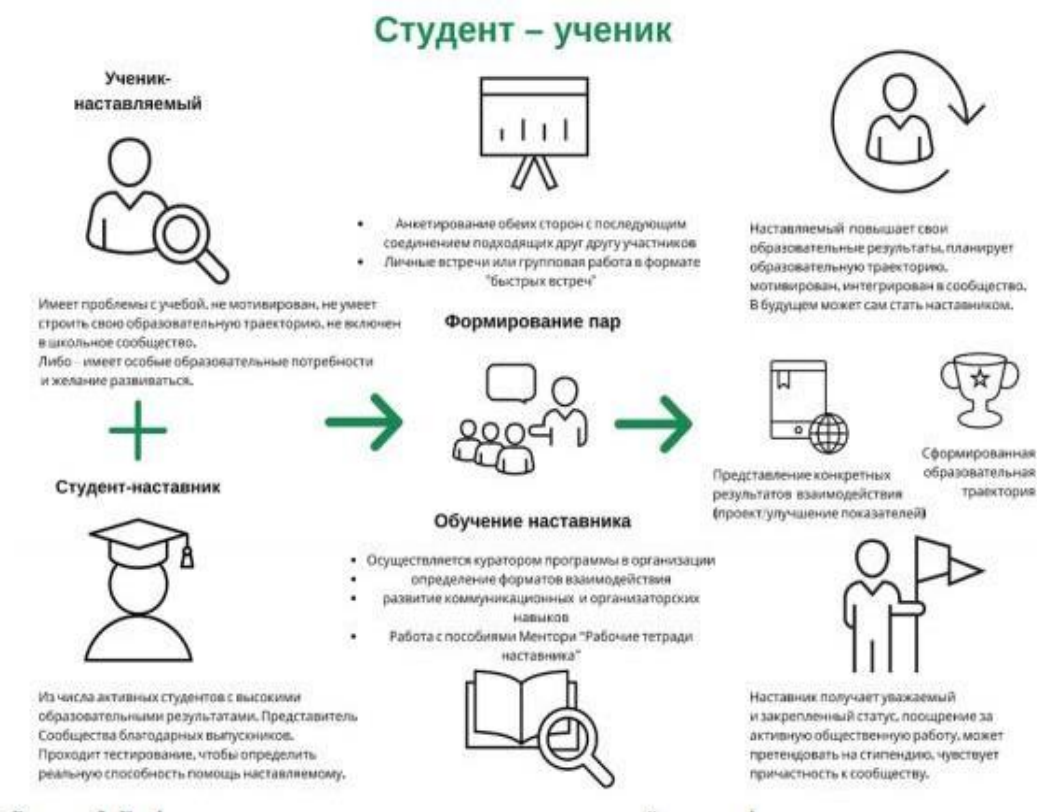 Студент – ученик
Ученик-
наставляемый
Имеет проблемы с учебой, не мотивирован, не умеет
строить свою образовательную траекторию, не включен
в школьное сообщество.
Либо – имеет особые образовательные потребности
и желание развиваться.
Студент-наставник
Из числа активных студентов с высокими
образовательными результатами. Представитель
Сообщества благодарных выпускников.
Проходит тестирование, чтобы определить
реальную способность помощь наставляемому.
• Анкетирование обеих сторон с последующим
соединением подходящих друг другу участников
• Личные встречи или групповая работа в формате
"быстрых встреч"
Формирование пар
Обучение наставника
• Осуществляется куратором программы в организации
• определение форматов взаимодействия
• развитие коммуникационных и организаторских
навыков
• Работа с пособиями Ментори "Рабочие тетради
наставника"
Наставляемый повышает свои
образовательные результаты, планирует
образовательную траекторию,
мотивирован, интегрирован в сообщество.
В будущем может сам стать наставником.
Представление конкретных
результатов взаимодействия
(проект/улучшение показателей)
Сформированная
образовательная
траектория
Наставник получает уважаемый
и закрепленный статус, поощрение за
активную общественную работу, может
претендовать на стипендию, чувствует
причастность к сообществу.